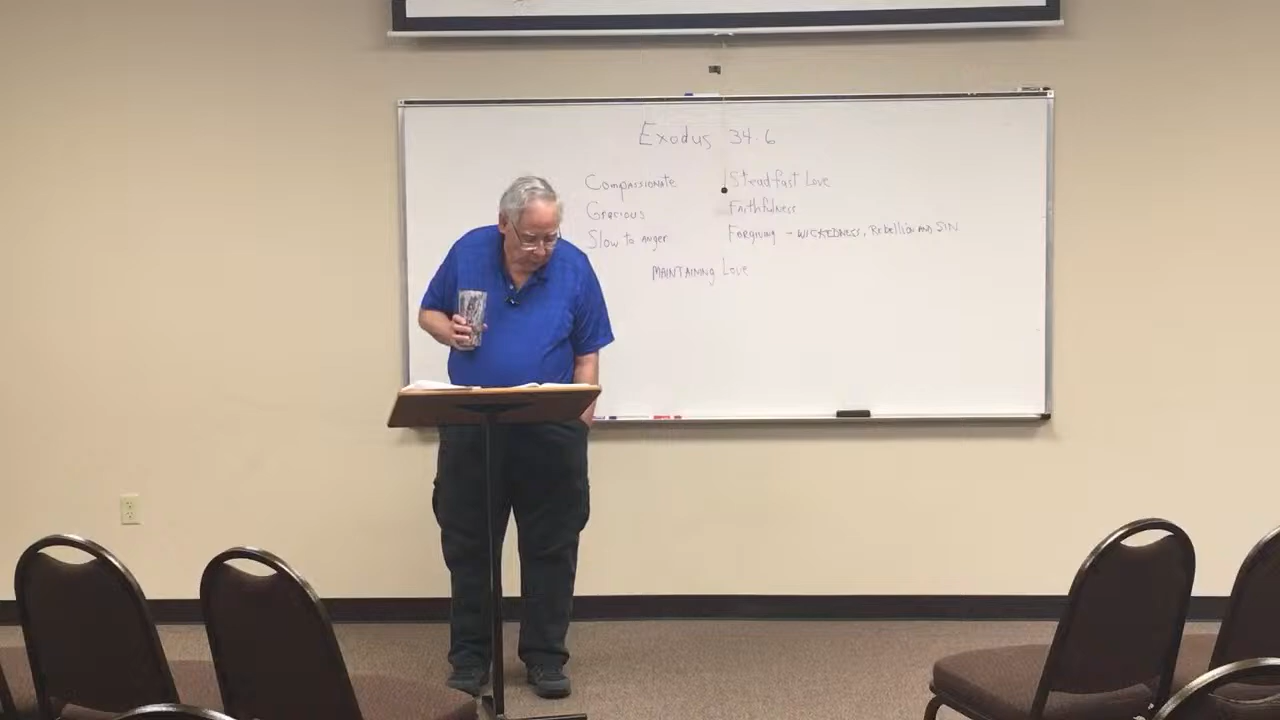 Exodus 34.6
Compassionate Steadfast Love
Gracious Faithfulness
Slow to anger Forgiving - Wickedness, Rebellion and Sin
Maintaining Love